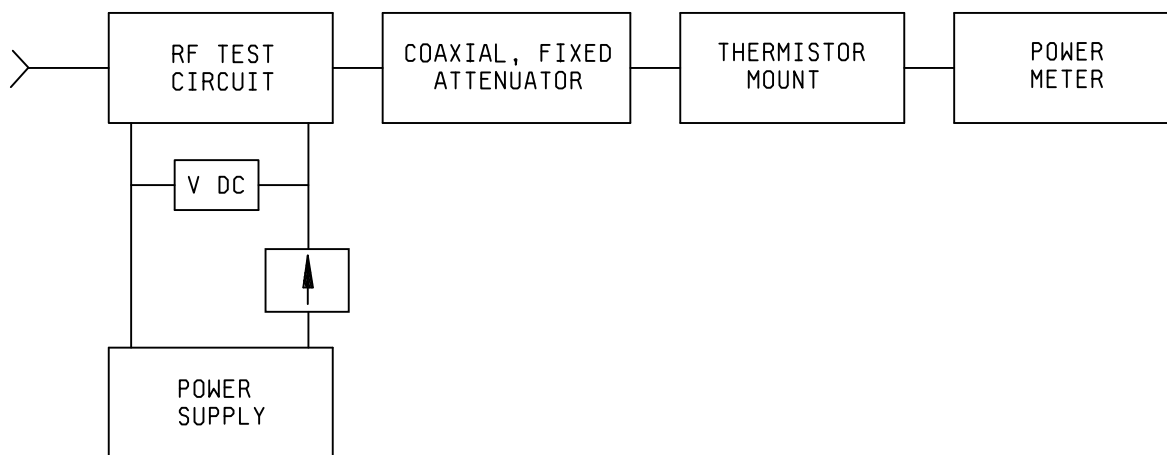 RF TEST
CIRCUIT
COAXIAL, FIXED
ATTENUATOR
THERMISTOR
MOUNT
POWER
METER
V DC
POWER
SUPPLY